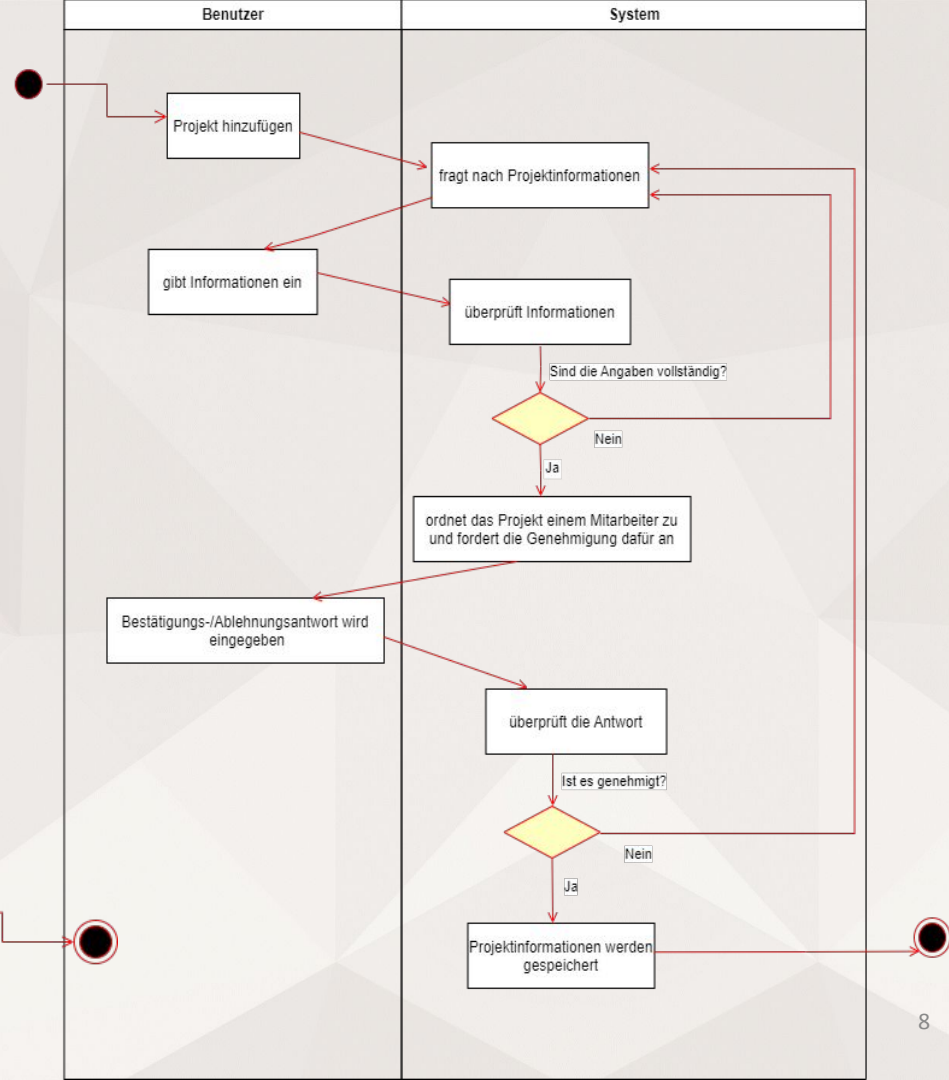 Benutzer
System
Projekt hinzufügen
fragt nach Projektinformationen
gibt Informationen ein
überprüft Informationen
Sind die Angaben vollständig?
Nein
Ja
ordnet das Projekt einem Mitarbeiter zu
und fordert die Genehmigung dafür an
Bestätigungs-/Ablehnungsantwort wird
eingegeben
überprüft die Antwort
Ist es genehmigt?
Nein
Ja
Projektinformationen werden
gespeichert
8